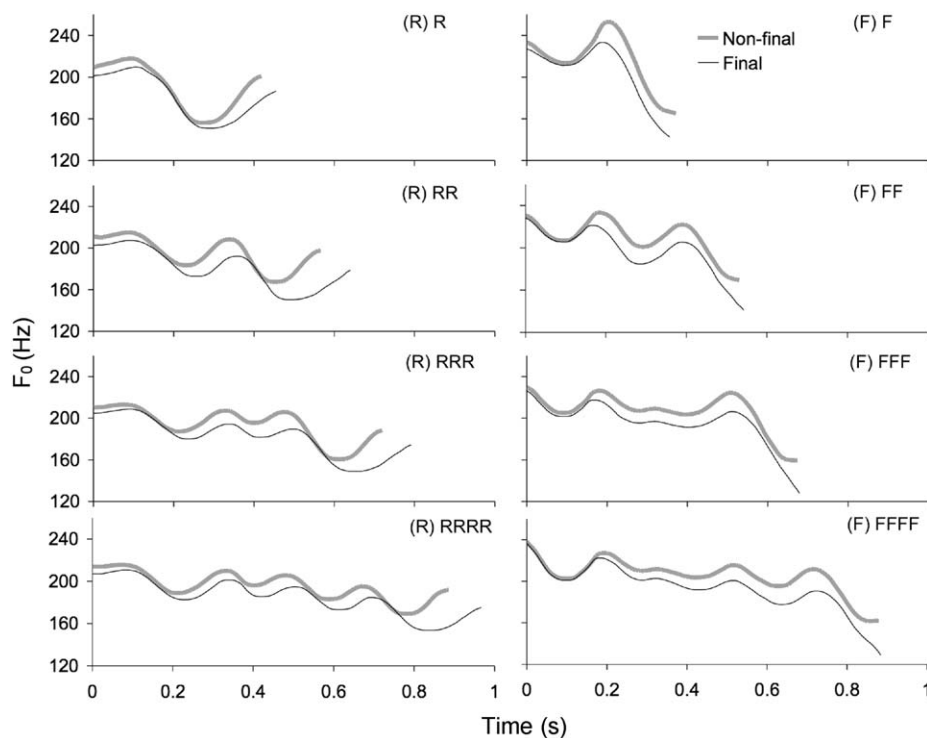 (R) R
240
200
160
120
(F) F
Non-final
Final
(R) RR
240
200
160
120
(F) FF
(R) RRR
240
200
160
120
(F) FFF
(R) RRRR
240
200
160
120
(F) FFFF
F₀ (Hz)
0 0.2 0.4 0.6 0.8 1
0 0.2 0.4 0.6 0.8 1
Time (s)